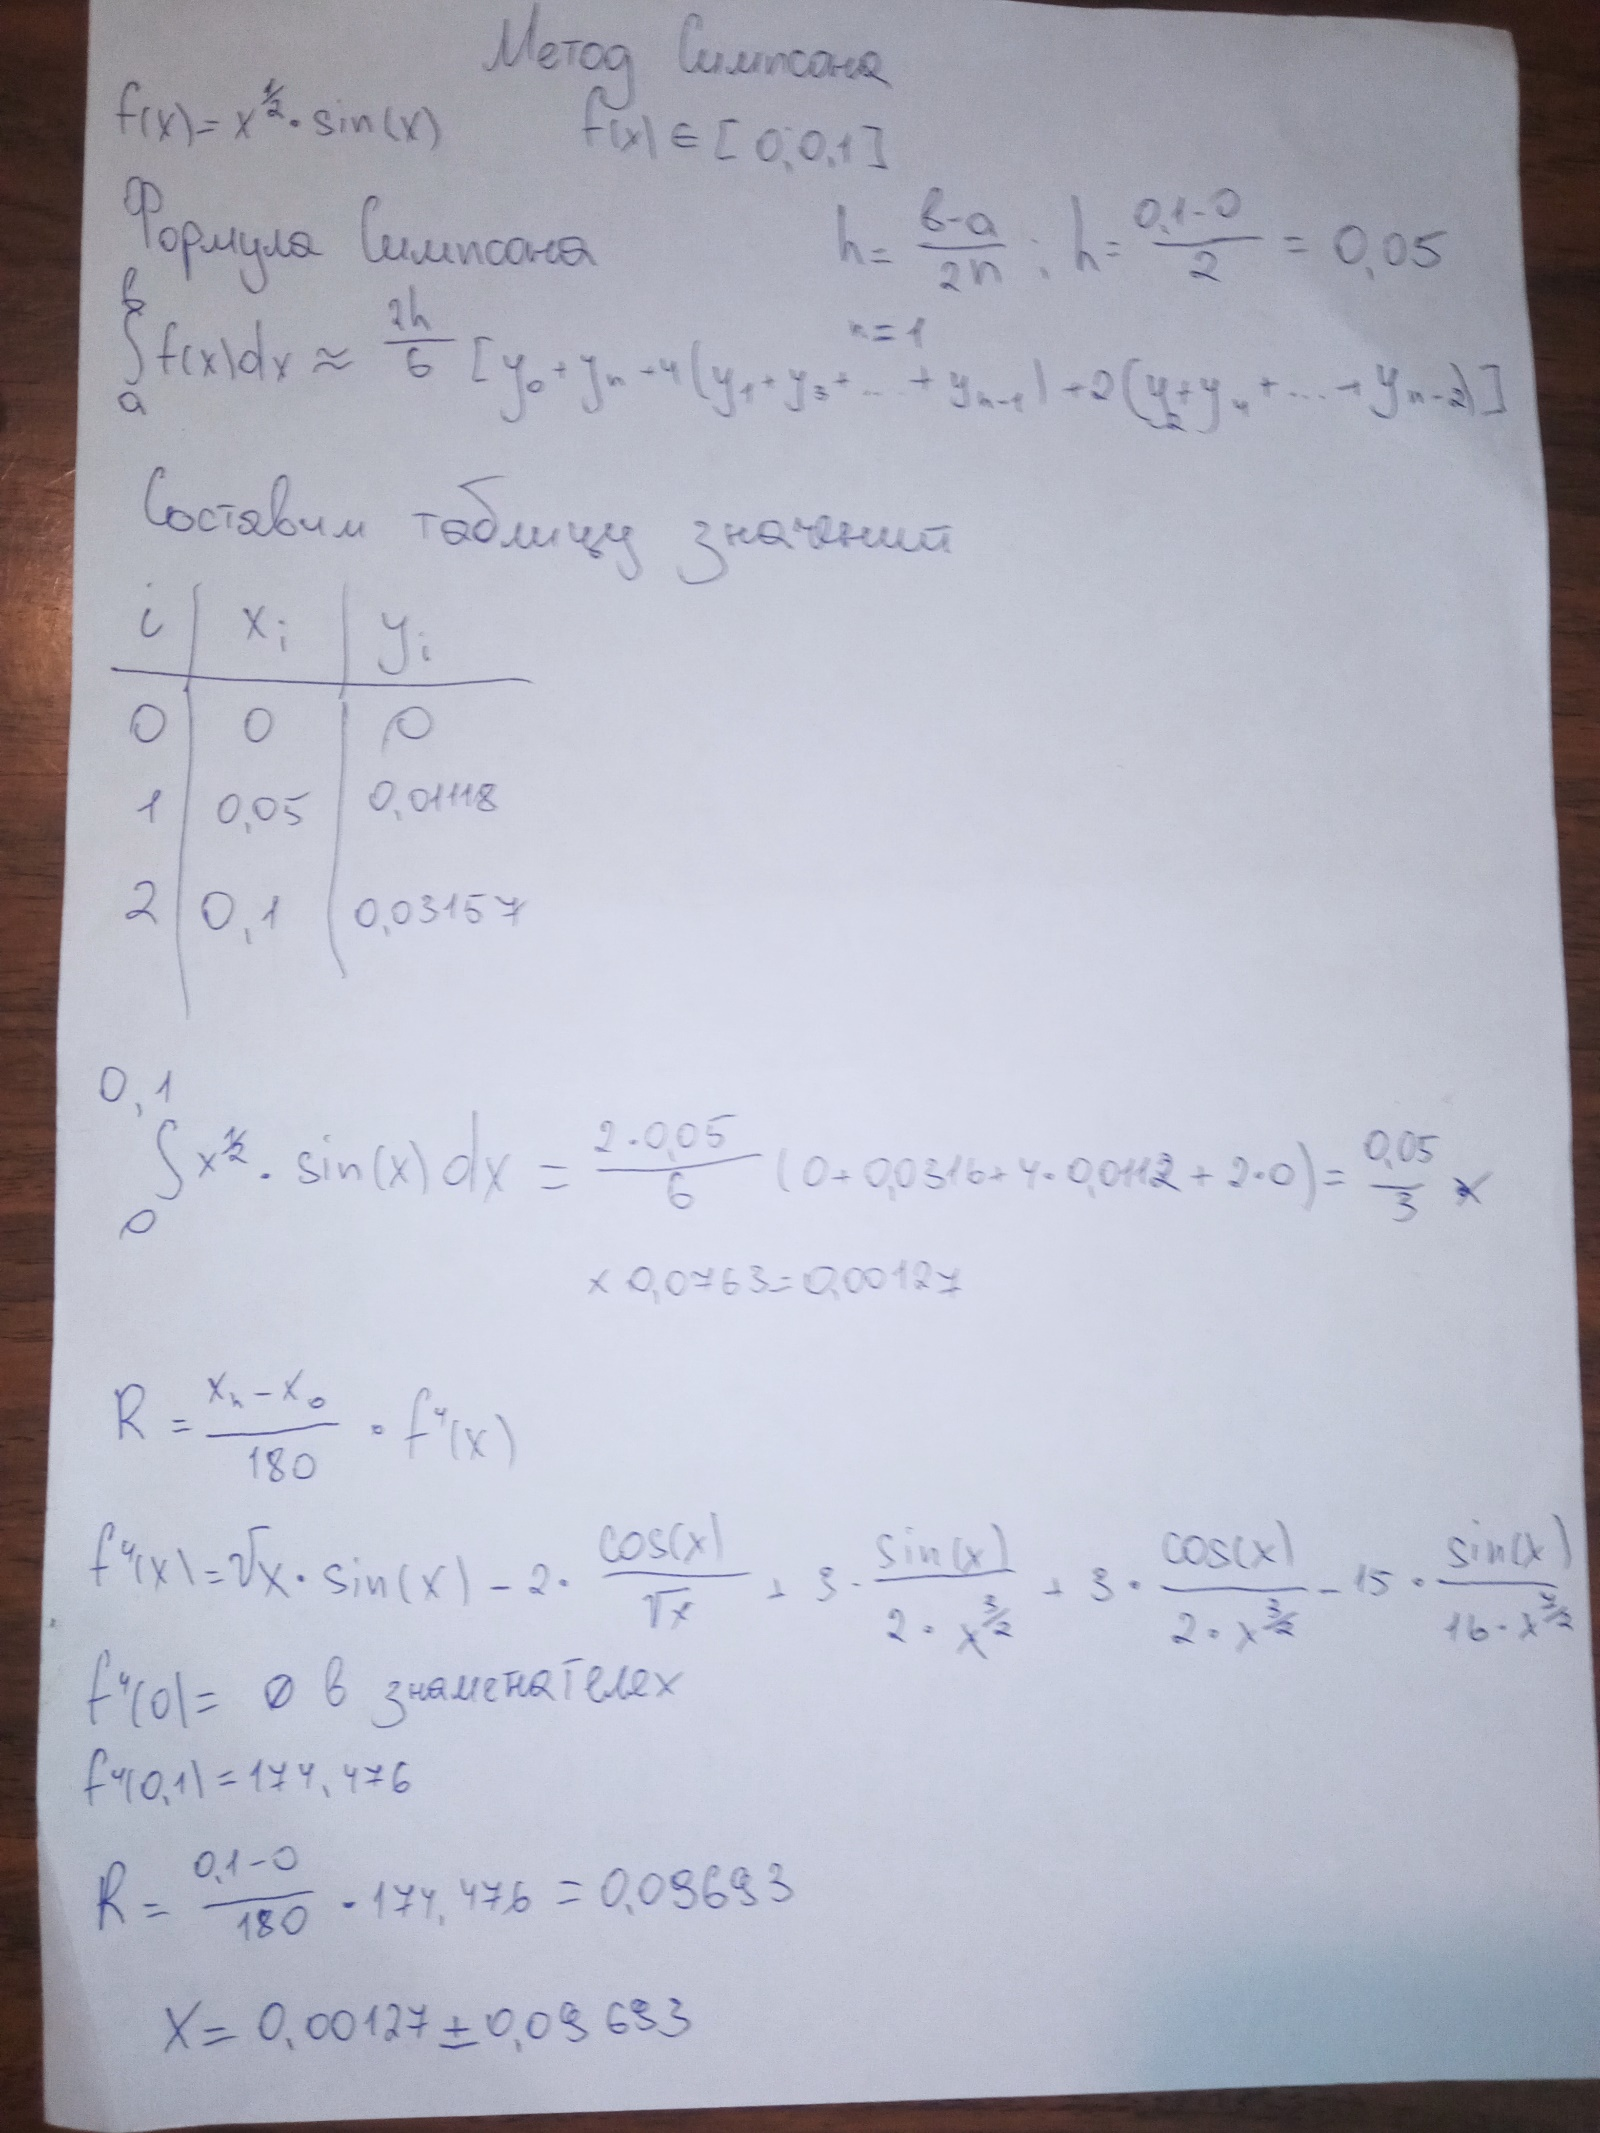 Метод Симпсона
f(x)=x^½·sin(x)   f(x)∈[0;0,1]
Формула Симпсона   h=(b-a)/2n ; h=(0,1-0)/2=0,05
n=1
∫_a^b f(x)dx≈2h/6[y₀+yₙ+4(y₁+y₃+...+yₙ₋₁)+2(y₂+y₄+...+yₙ₋₂)]
Составим таблицу значений
i | xᵢ | yᵢ
0 | 0 | 0
1 | 0,05 | 0,01118
2 | 0,1 | 0,03157
∫_0^0,1 x^½·sin(x)dx=(2·0,05)/6(0+0,0316+4·0,0112+2·0)=0,05/3 ×
×0,0763=0,00127
R=(xₙ-x₀)/180·f⁴(x)
f⁴(x)=√x·sin(x)-2·cos(x)/√x+3·sin(x)/(2·x^(3/2))+3·cos(x)/(2·x^(3/2))-15·sin(x)/(16·x^(7/2))
f⁴(0)= 0 в знаменателях
f⁴(0,1)=174,476
R=(0,1-0)/180·174,476=0,09693
X=0,00127±0,09693